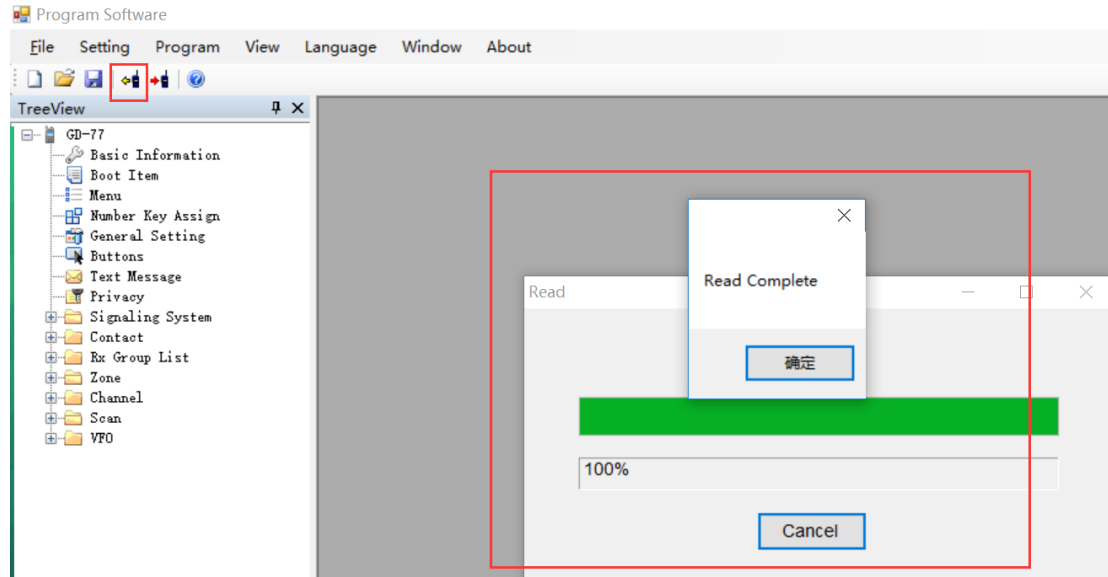 Program Software
File Setting Program View Language Window About
TreeView
GD-77
Basic Information
Boot Item
Menu
Number Key Assign
General Setting
Buttons
Text Message
Privacy
Signaling System
Contact
Rx Group List
Zone
Channel
Scan
VFO
Read
Read Complete
确定
100%
Cancel